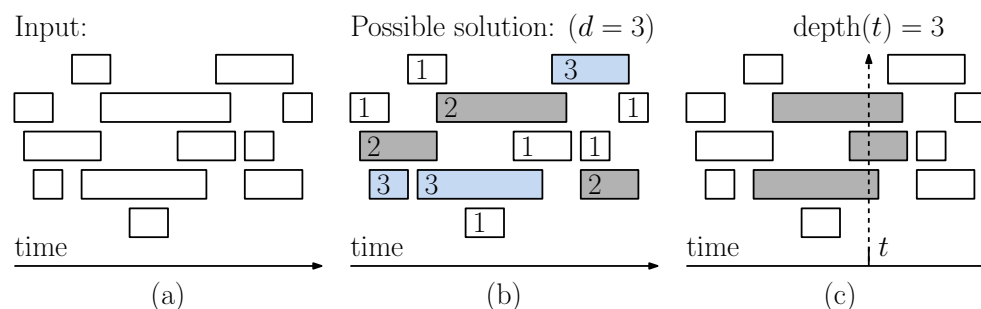 Input:
Possible solution: (d = 3)
depth(t) = 3
1
3
1
2
1
2
1
1
3
3
2
1
time
time
time
t
(a)
(b)
(c)